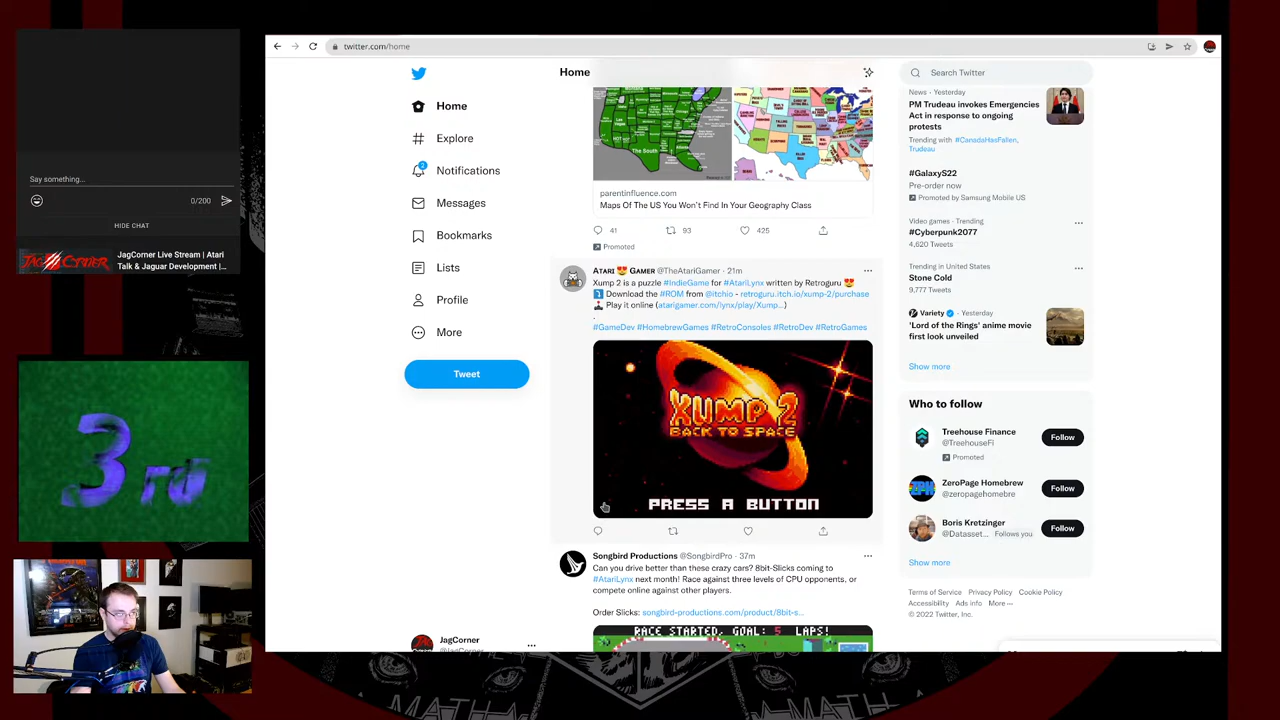 twitter.com/home
Say something...
0/200
HIDE CHAT
JAGCORNER
JagCorner Live Stream | Atari
Talk & Jaguar Development |...
3rd
Home
Explore
2
Notifications
Messages
Bookmarks
Lists
Profile
More
Tweet
JagCorner
@JagCorner
Home
The South
parentinfluence.com
Maps Of The US You Won't Find In Your Geography Class
41
93
425
Promoted
ATARI 😍 GAMER @TheAtariGamer · 21m
Xump 2 is a puzzle #IndieGame for #AtariLynx written by Retroguru 😍
Download the #ROM from @itchio - retroguru.itch.io/xump-2/purchase
Play it online (atarigamer.com/lynx/play/Xump...)
.
#GameDev #HomebrewGames #RetroConsoles #RetroDev #RetroGames
XUMP 2
BACK TO SPACE
PRESS A BUTTON
Songbird Productions @SongbirdPro · 37m
Can you drive better than these crazy cars? 8bit-Slicks coming to
#AtariLynx next month! Race against three levels of CPU opponents, or
compete online against other players.
Order Slicks: songbird-productions.com/product/8bit-s...
RACE STARTED, GOAL: 5 LAPS!
Search Twitter
News · Yesterday
PM Trudeau invokes Emergencies
Act in response to ongoing
protests
Trending with #CanadaHasFallen,
Trudeau
#GalaxyS22
Pre-order now
Promoted by Samsung Mobile US
Video games · Trending
#Cyberpunk2077
4,620 Tweets
Trending in United States
Stone Cold
9,777 Tweets
Variety · Yesterday
'Lord of the Rings' anime movie
first look unveiled
Show more
Who to follow
Treehouse Finance
@TreehouseFi
Promoted
Follow
ZPH
ZeroPage Homebrew
@zeropagehomebre
Follow
Boris Kretzinger
@Datasset... Follows you
Follow
Show more
Terms of Service Privacy Policy Cookie Policy
Accessibility Ads info More ···
© 2022 Twitter, Inc.